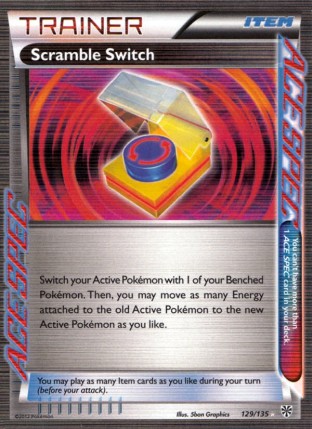 TRAINER
ITEM
Scramble Switch
ACE SPEC
You can't have more than
1 ACE SPEC card in your deck.
Switch your Active Pokémon with 1 of your Benched
Pokémon. Then, you may move as many Energy
attached to the old Active Pokémon to the new
Active Pokémon as you like.
ACE SPEC
You may play as many Item cards as you like during your turn
(before your attack).
©2012 Pokémon
Illus. 5ban Graphics
129/135